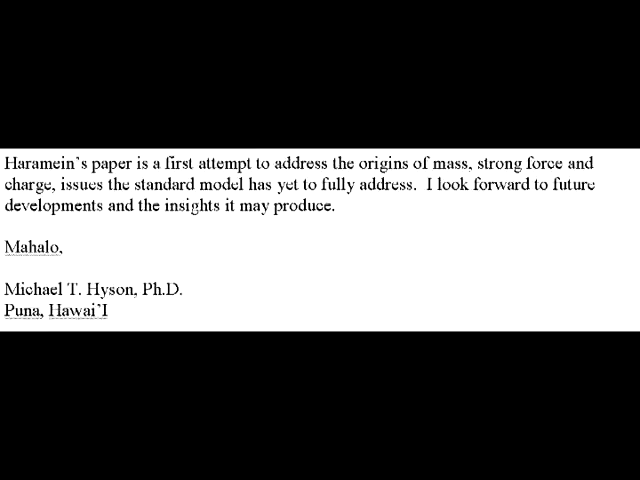 Haramein's paper is a first attempt to address the origins of mass, strong force and
charge, issues the standard model has yet to fully address.  I look forward to future
developments and the insights it may produce.
Mahalo,
Michael T. Hyson, Ph.D.
Puna, Hawai'I